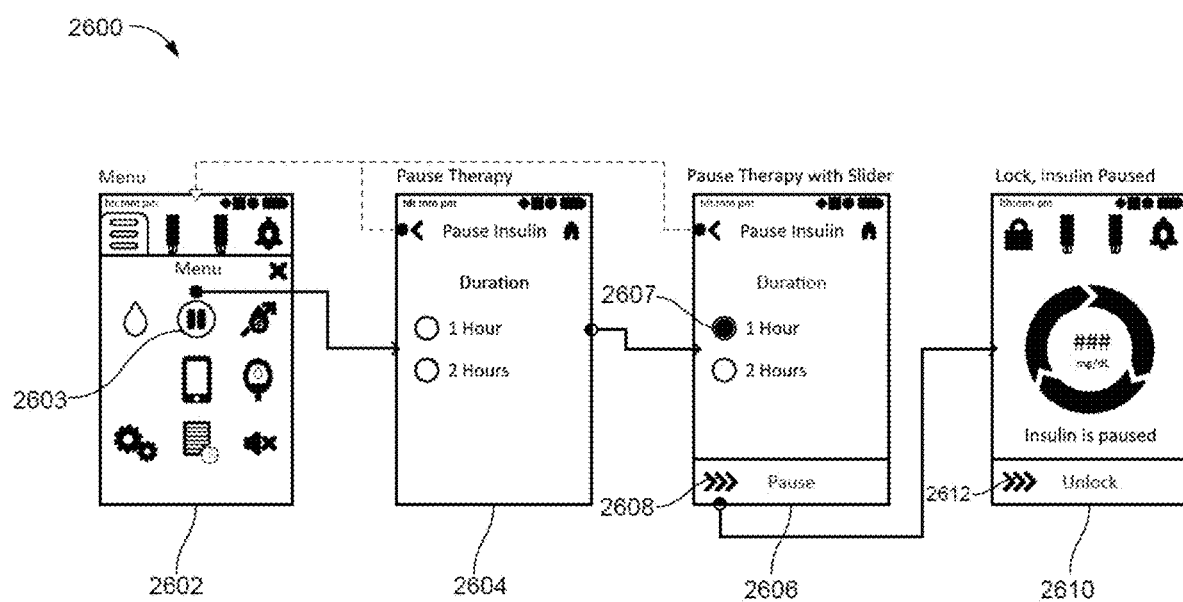 2600
Menu
Pause Therapy
Pause Therapy with Slider
Lock, Insulin Paused
Menu
Pause Insulin
Duration
1 Hour
2 Hours
Pause Insulin
Duration
1 Hour
2 Hours
Pause
###
mg/dL
Insulin is paused
Unlock
2603
2607
2608
2612
2602
2604
2606
2610